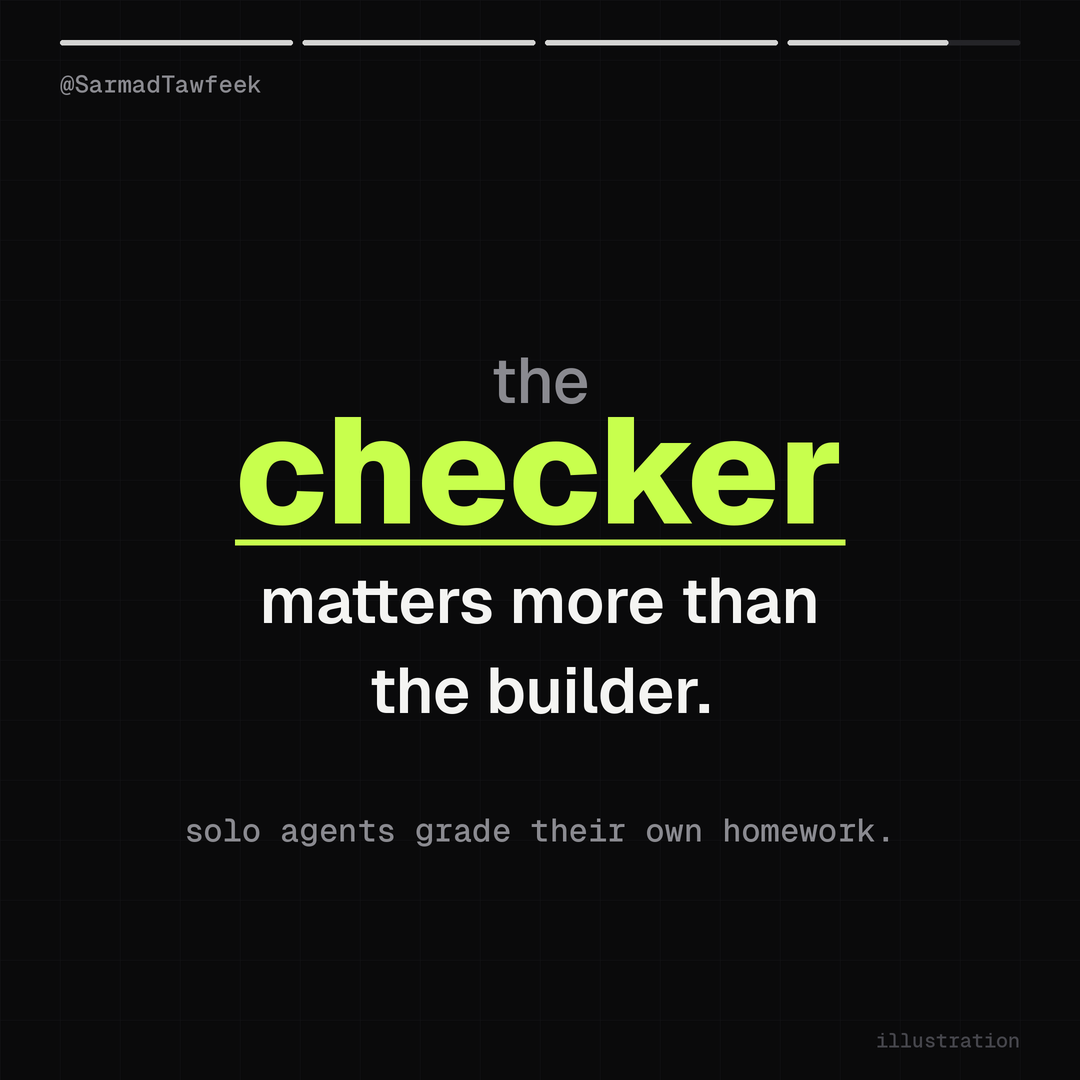 @SarmadTawfeek
the
checker
matters more than
the builder.
solo agents grade their own homework.
illustration